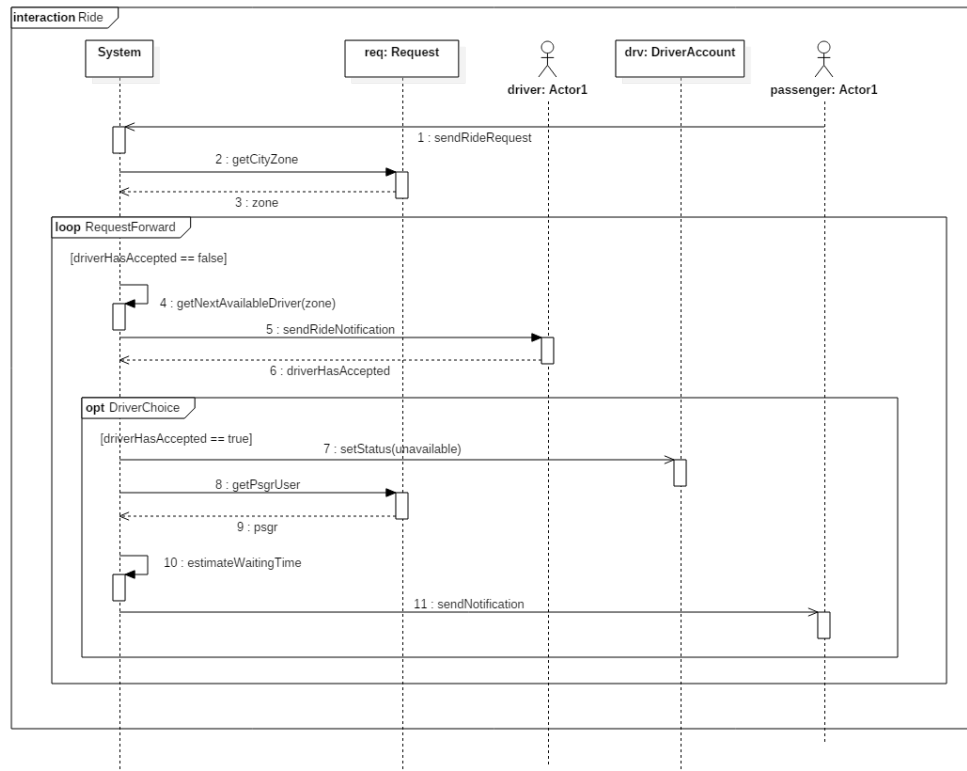 interaction Ride
System
req: Request
drv: DriverAccount
driver: Actor1
passenger: Actor1
1 : sendRideRequest
2 : getCityZone
3 : zone
loop RequestForward
[driverHasAccepted == false]
4 : getNextAvailableDriver(zone)
5 : sendRideNotification
6 : driverHasAccepted
opt DriverChoice
[driverHasAccepted == true]
7 : setStatus(unavailable)
8 : getPsgrUser
9 : psgr
10 : estimateWaitingTime
11 : sendNotification